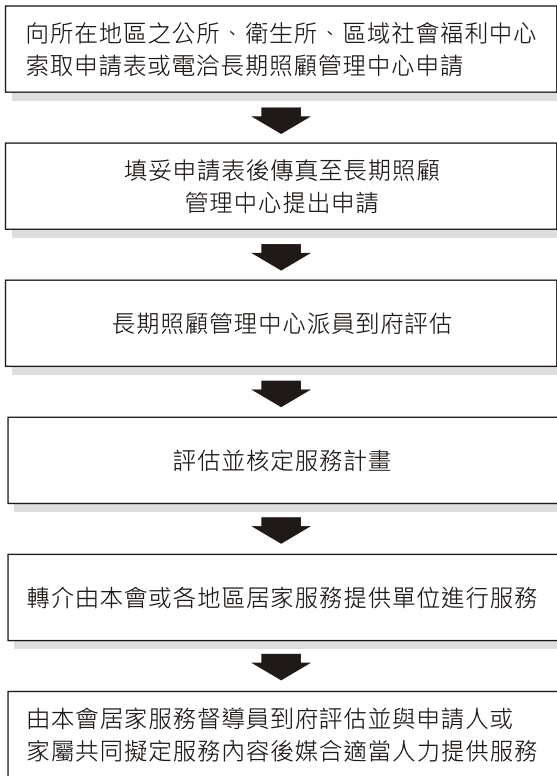 向所在地區之公所、衛生所、區域社會福利中心
索取申請表或電洽長期照顧管理中心申請
填妥申請表後傳真至長期照顧
管理中心提出申請
長期照顧管理中心派員到府評估
評估並核定服務計畫
轉介由本會或各地區居家服務提供單位進行服務
由本會居家服務督導員到府評估並與申請人或
家屬共同擬定服務內容後媒合適當人力提供服務